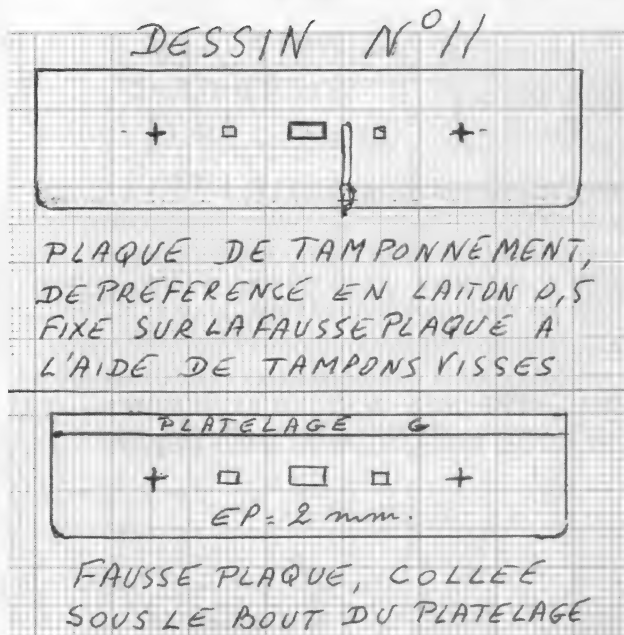 DESSIN N°11
PLAQUE DE TAMPONNEMENT,
DE PREFERENCE EN LAITON 0,5
FIXE SUR LA FAUSSE PLAQUE A
L'AIDE DE TAMPONS VISSES
PLATELAGE 6
EP = 2 mm.
FAUSSE PLAQUE, COLLEE
SOUS LE BOUT DU PLATELAGE